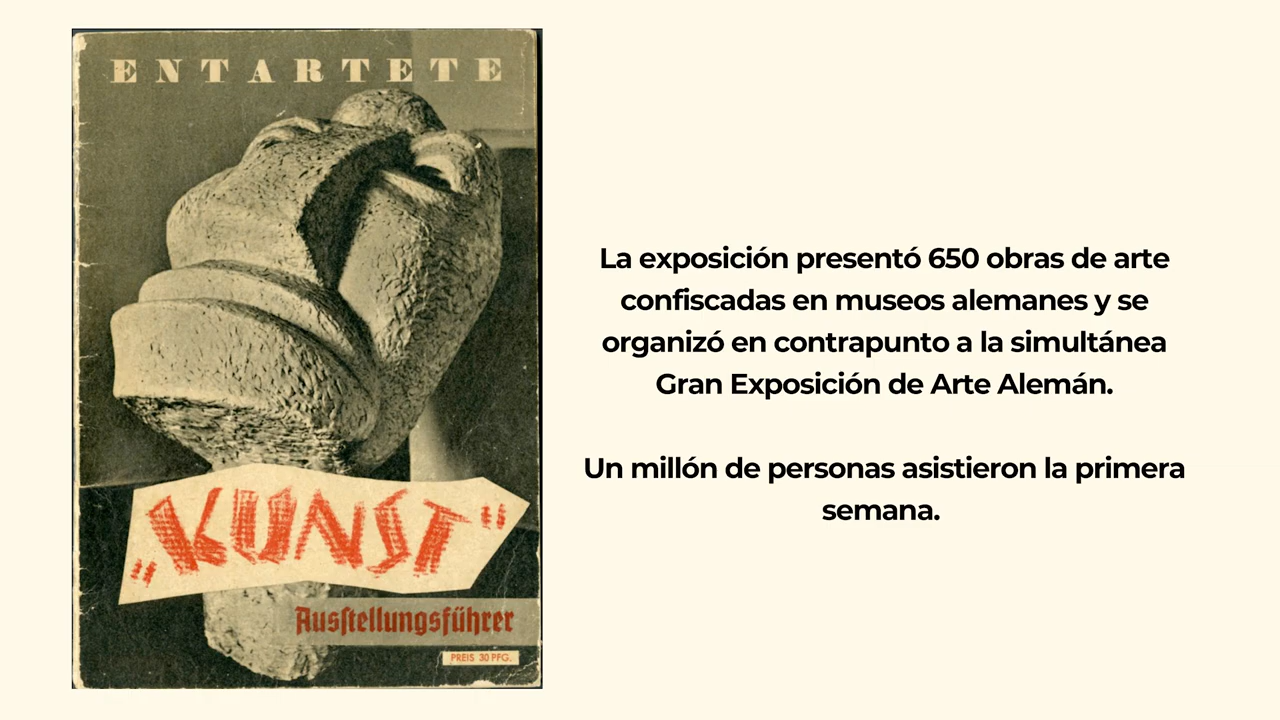 ENTARTETE
„KUNST"
Ausstellungsführer
PREIS 30 PFG.
La exposición presentó 650 obras de arte
confiscadas en museos alemanes y se
organizó en contrapunto a la simultánea
Gran Exposición de Arte Alemán.
Un millón de personas asistieron la primera
semana.